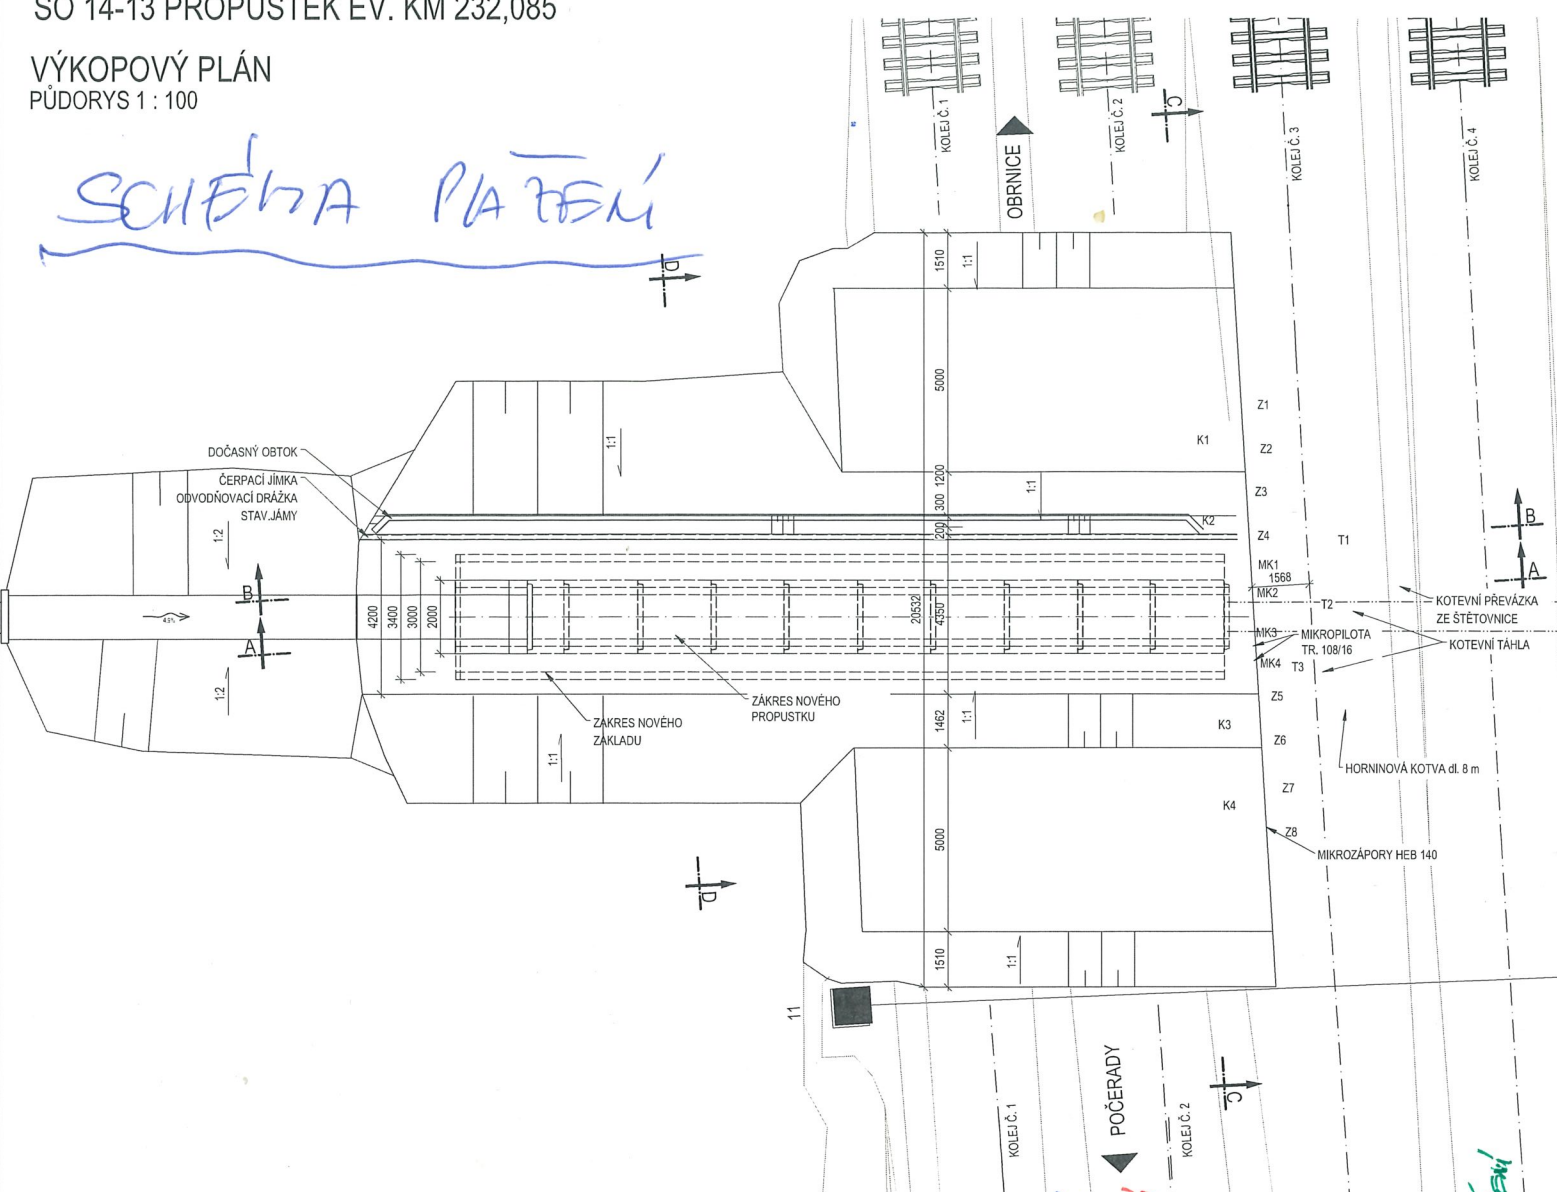 SO 14-13 PROPUSTEK EV. KM 232,085
VÝKOPOVÝ PLÁN
PŮDORYS 1 : 100
SCHÉMA PAŽENÍ
KOLEJ Č. 1
OBRNICE
KOLEJ Č. 2
C
KOLEJ Č. 3
KOLEJ Č. 4
D
1510
1:1
5000
1:1
K1
Z1
Z2
Z3
Z4
DOČASNÝ OBTOK
ČERPACÍ JÍMKA
ODVODŇOVACÍ DRÁŽKA
STAV.JÁMY
1:2
1200
300
200
1:1
K2
T1
B
A
MK1
1568
MK2
T2
KOTEVNÍ PŘEVÁZKA
ZE ŠTĚTOVNICE
B
A
4200
3400
3000
2000
20532
4350
MK3
MIKROPILOTA
TR. 108/16
KOTEVNÍ TÁHLA
MK4
T3
1:2
Z5
ZÁKRES NOVÉHO
PROPUSTKU
ZÁKRES NOVÉHO
ZÁKLADU
1:1
1462
1:1
K3
Z6
HORNINOVÁ KOTVA dl. 8 m
Z7
K4
Z8
5000
MIKROZÁPORY HEB 140
D
1510
1:1
11
KOLEJ Č. 1
POČERADY
KOLEJ Č. 2
C